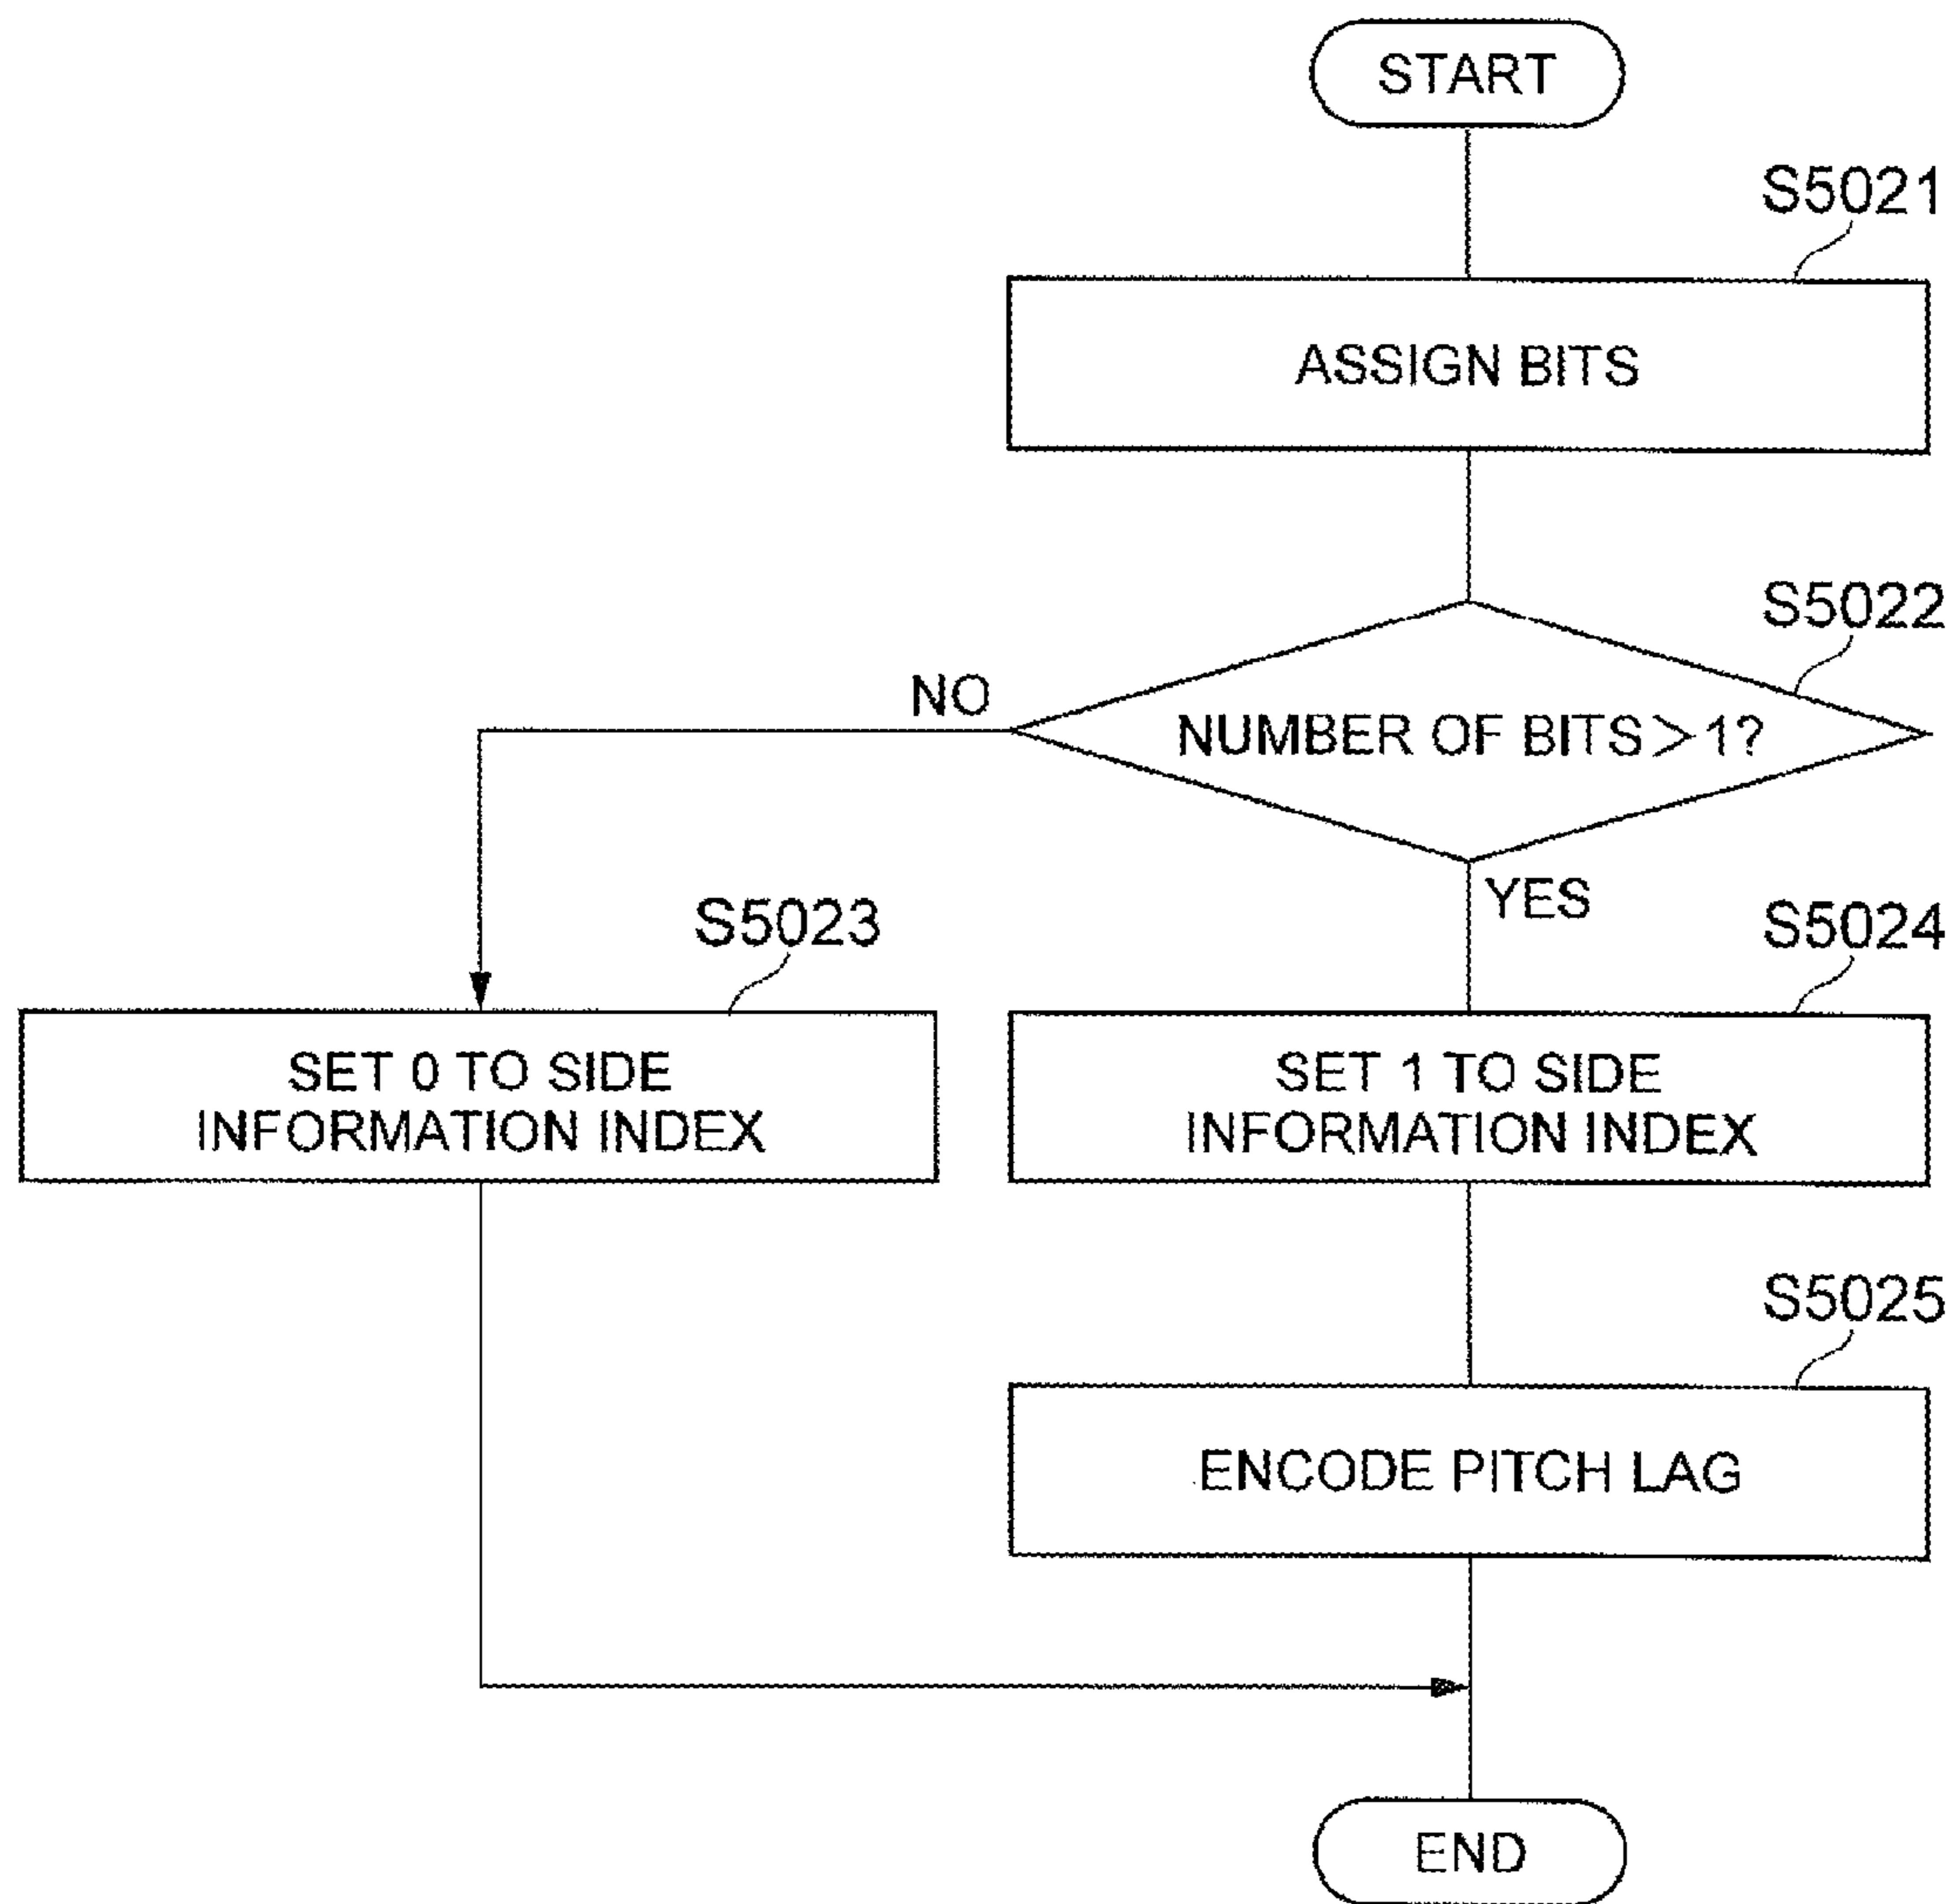 START
S5021
ASSIGN BITS
S5022
NO
NUMBER OF BITS>1?
YES
S5023
S5024
SET 0 TO SIDE
INFORMATION INDEX
SET 1 TO SIDE
INFORMATION INDEX
S5025
ENCODE PITCH LAG
END